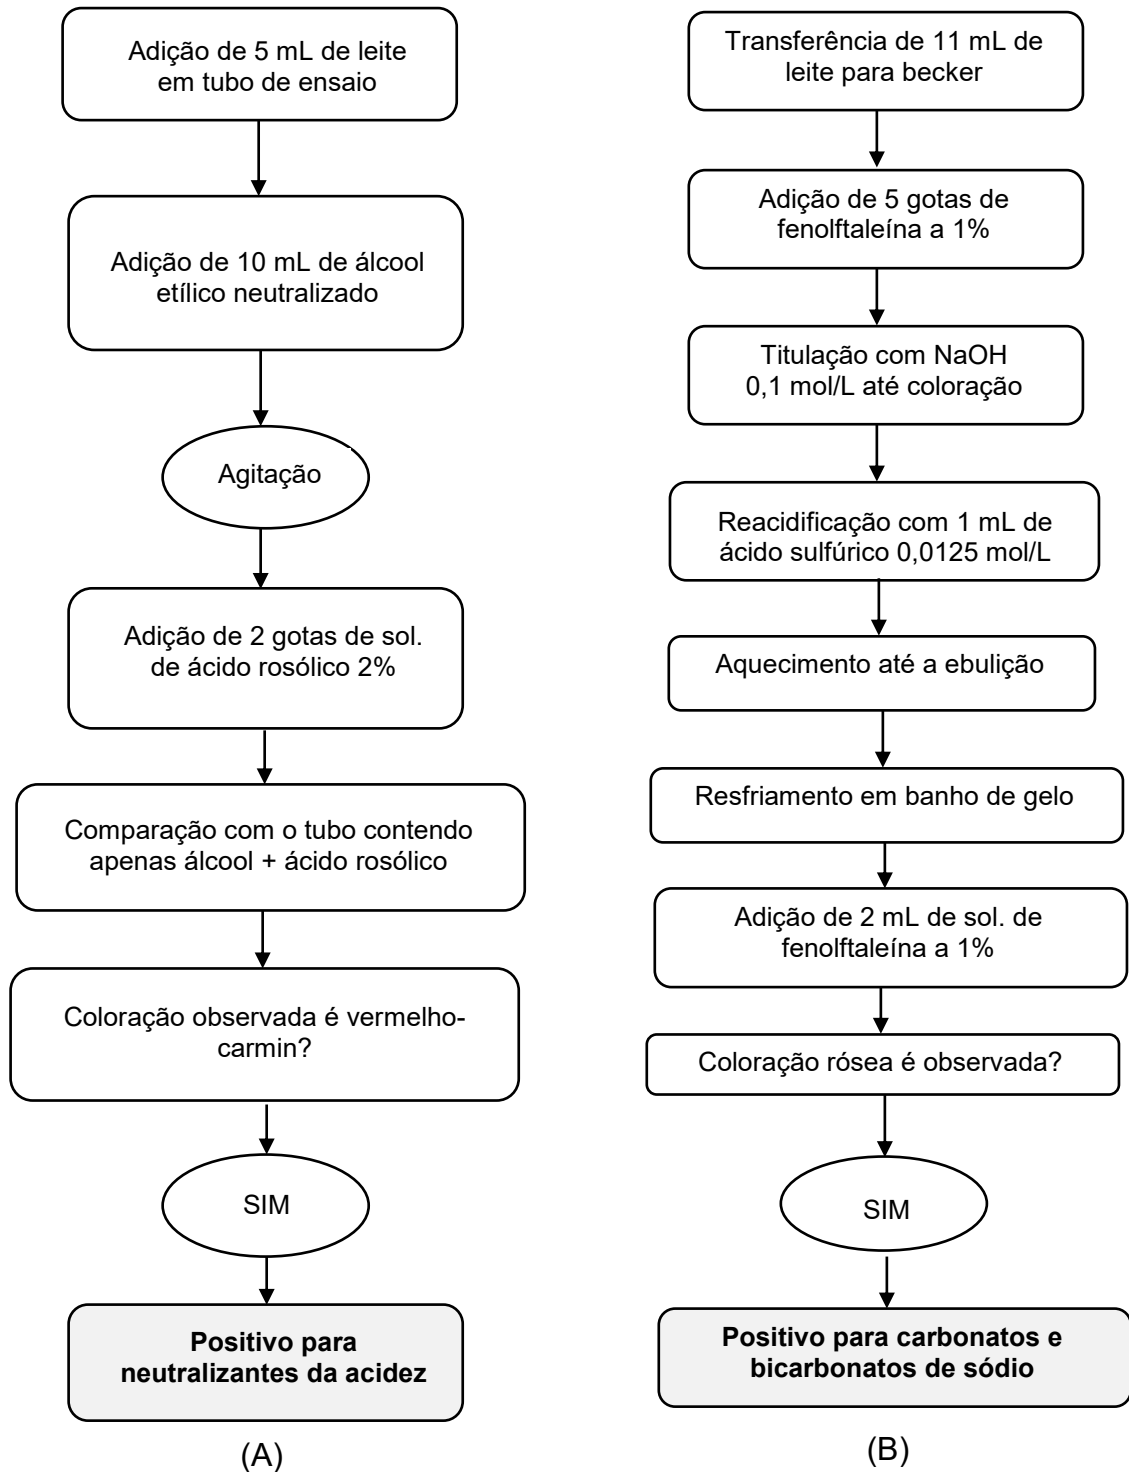 Adição de 5 mL de leite
em tubo de ensaio
Adição de 10 mL de álcool
etílico neutralizado
Agitação
Adição de 2 gotas de sol.
de ácido rosólico 2%
Comparação com o tubo contendo
apenas álcool + ácido rosólico
Coloração observada é vermelho-
carmin?
SIM
Positivo para
neutralizantes da acidez
(A)
Transferência de 11 mL de
leite para becker
Adição de 5 gotas de
fenolftaleína a 1%
Titulação com NaOH
0,1 mol/L até coloração
Reacidificação com 1 mL de
ácido sulfúrico 0,0125 mol/L
Aquecimento até a ebulição
Resfriamento em banho de gelo
Adição de 2 mL de sol. de
fenolftaleína a 1%
Coloração rósea é observada?
SIM
Positivo para carbonatos e
bicarbonatos de sódio
(B)